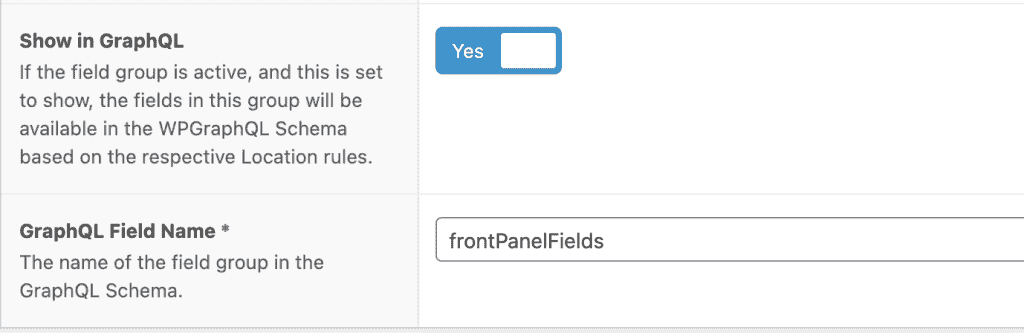 Show in GraphQL
Yes
If the field group is active, and this is set
to show, the fields in this group will be
available in the WPGraphQL Schema
based on the respective Location rules.
GraphQL Field Name *
frontPanelFields
The name of the field group in the
GraphQL Schema.